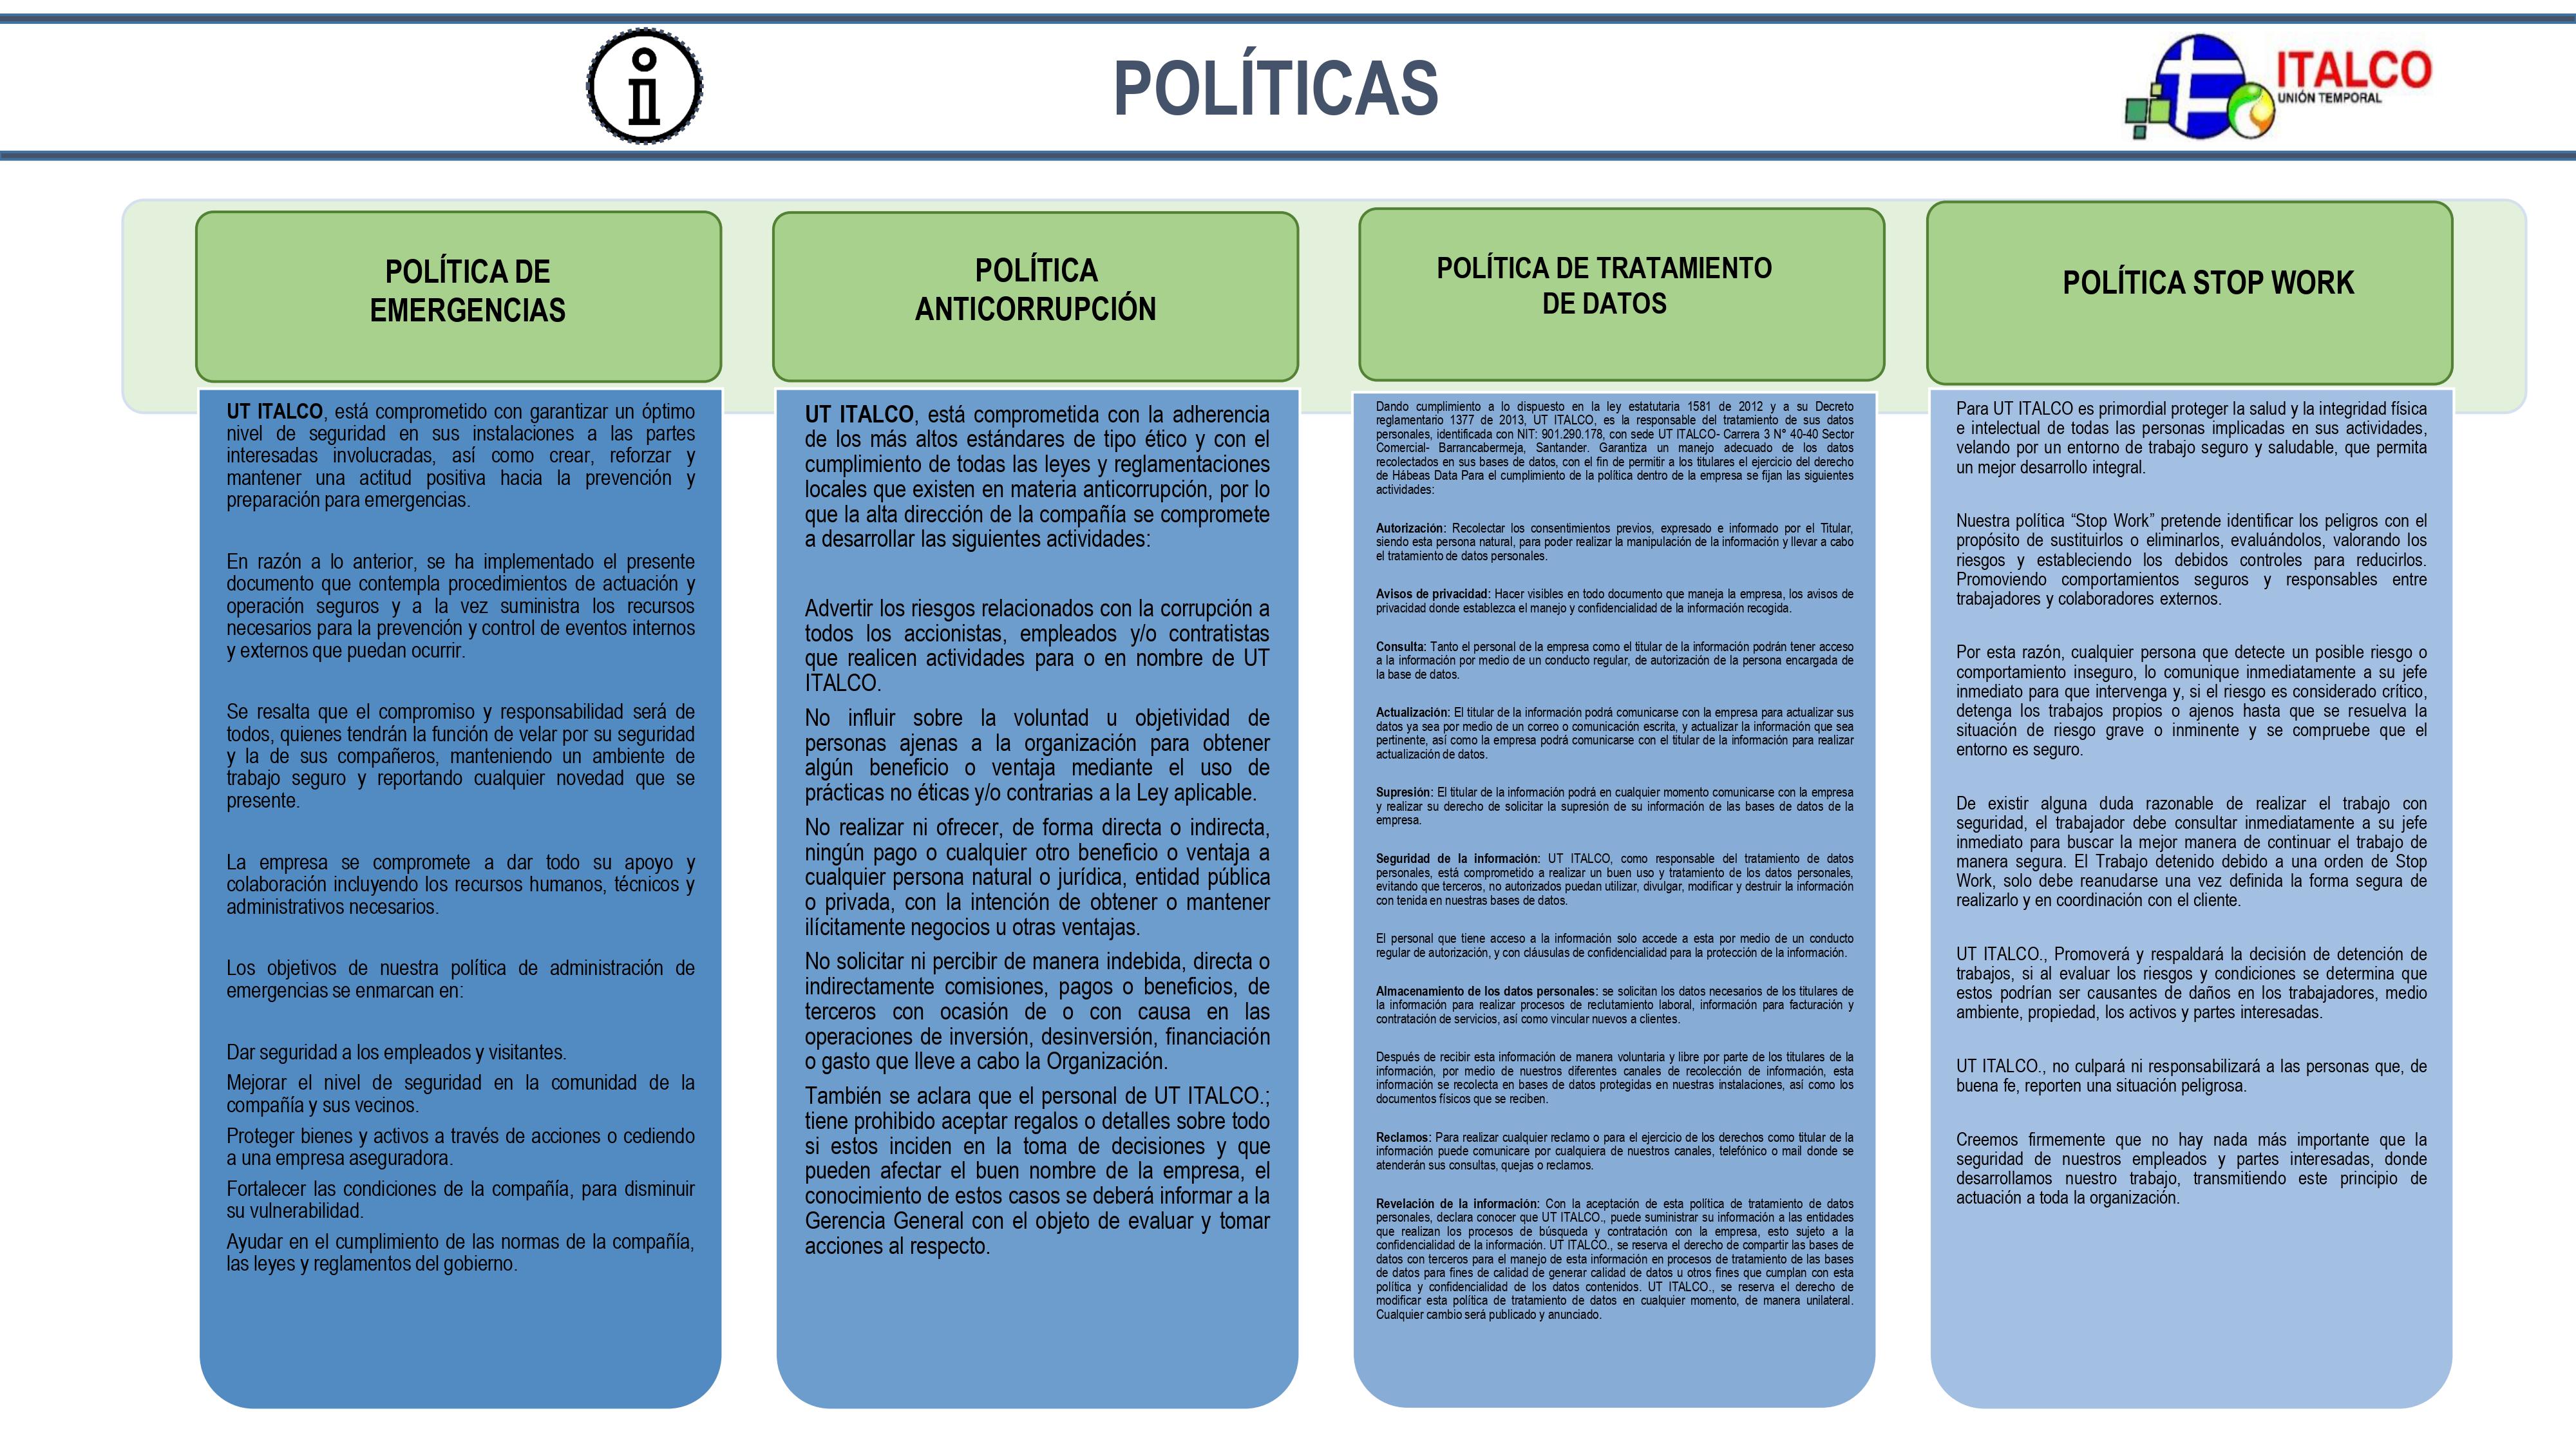 POLÍTICAS
ITALCO
UNIÓN TEMPORAL
POLÍTICA DE
EMERGENCIAS
UT ITALCO, está comprometido con garantizar un óptimo
nivel de seguridad en sus instalaciones a las partes
interesadas involucradas, así como crear, reforzar y
mantener una actitud positiva hacia la prevención y
preparación para emergencias.
En razón a lo anterior, se ha implementado el presente
documento que contempla procedimientos de actuación y
operación seguros y a la vez suministra los recursos
necesarios para la prevención y control de eventos internos
y externos que puedan ocurrir.
Se resalta que el compromiso y responsabilidad será de
todos, quienes tendrán la función de velar por su seguridad
y la de sus compañeros, manteniendo un ambiente de
trabajo seguro y reportando cualquier novedad que se
presente.
La empresa se compromete a dar todo su apoyo y
colaboración incluyendo los recursos humanos, técnicos y
administrativos necesarios.
Los objetivos de nuestra política de administración de
emergencias se enmarcan en:
Dar seguridad a los empleados y visitantes.
Mejorar el nivel de seguridad en la comunidad de la
compañía y sus vecinos.
Proteger bienes y activos a través de acciones o cediendo
a una empresa aseguradora.
Fortalecer las condiciones de la compañía, para disminuir
su vulnerabilidad.
Ayudar en el cumplimiento de las normas de la compañía,
las leyes y reglamentos del gobierno.
POLÍTICA
ANTICORRUPCIÓN
UT ITALCO, está comprometida con la adherencia
de los más altos estándares de tipo ético y con el
cumplimiento de todas las leyes y reglamentaciones
locales que existen en materia anticorrupción, por lo
que la alta dirección de la compañía se compromete
a desarrollar las siguientes actividades:
Advertir los riesgos relacionados con la corrupción a
todos los accionistas, empleados y/o contratistas
que realicen actividades para o en nombre de UT
ITALCO.
No influir sobre la voluntad u objetividad de
personas ajenas a la organización para obtener
algún beneficio o ventaja mediante el uso de
prácticas no éticas y/o contrarias a la Ley aplicable.
No realizar ni ofrecer, de forma directa o indirecta,
ningún pago o cualquier otro beneficio o ventaja a
cualquier persona natural o jurídica, entidad pública
o privada, con la intención de obtener o mantener
ilícitamente negocios u otras ventajas.
No solicitar ni percibir de manera indebida, directa o
indirectamente comisiones, pagos o beneficios, de
terceros con ocasión de o con causa en las
operaciones de inversión, desinversión, financiación
o gasto que lleve a cabo la Organización.
También se aclara que el personal de UT ITALCO.;
tiene prohibido aceptar regalos o detalles sobre todo
si estos inciden en la toma de decisiones y que
pueden afectar el buen nombre de la empresa, el
conocimiento de estos casos se deberá informar a la
Gerencia General con el objeto de evaluar y tomar
acciones al respecto.
POLÍTICA DE TRATAMIENTO
DE DATOS
Dando cumplimiento a lo dispuesto en la ley estatutaria 1581 de 2012 y a su Decreto
reglamentario 1377 de 2013, UT ITALCO, es la responsable del tratamiento de sus datos
personales, identificada con NIT: 901.290.178, con sede UT ITALCO- Carrera 3 N° 40-40 Sector
Comercial- Barrancabermeja, Santander. Garantiza un manejo adecuado de los datos
recolectados en sus bases de datos, con el fin de permitir a los titulares el ejercicio del derecho
de Hábeas Data Para el cumplimiento de la política dentro de la empresa se fijan las siguientes
actividades:
Autorización: Recolectar los consentimientos previos, expresado e informado por el Titular,
siendo esta persona natural, para poder realizar la manipulación de la información y llevar a cabo
el tratamiento de datos personales.
Avisos de privacidad: Hacer visibles en todo documento que maneja la empresa, los avisos de
privacidad donde establezca el manejo y confidencialidad de la información recogida.
Consulta: Tanto el personal de la empresa como el titular de la información podrán tener acceso
a la información por medio de un conducto regular, de autorización de la persona encargada de
la base de datos.
Actualización: El titular de la información podrá comunicarse con la empresa para actualizar sus
datos ya sea por medio de un correo o comunicación escrita, y actualizar la información que sea
pertinente, así como la empresa podrá comunicarse con el titular de la información para realizar
actualización de datos.
Supresión: El titular de la información podrá en cualquier momento comunicarse con la empresa
y realizar su derecho de solicitar la supresión de su información de las bases de datos de la
empresa.
Seguridad de la información: UT ITALCO, como responsable del tratamiento de datos
personales, está comprometido a realizar un buen uso y tratamiento de los datos personales,
evitando que terceros, no autorizados puedan utilizar, divulgar, modificar y destruir la información
con tenida en nuestras bases de datos.
El personal que tiene acceso a la información solo accede a esta por medio de un conducto
regular de autorización, y con cláusulas de confidencialidad para la protección de la información.
Almacenamiento de los datos personales: se solicitan los datos necesarios de los titulares de
la información para realizar procesos de reclutamiento laboral, información para facturación y
contratación de servicios, así como vincular nuevos a clientes.
Después de recibir esta información de manera voluntaria y libre por parte de los titulares de la
información, por medio de nuestros diferentes canales de recolección de información, esta
información se recolecta en bases de datos protegidas en nuestras instalaciones, así como los
documentos físicos que se reciben.
Reclamos: Para realizar cualquier reclamo o para el ejercicio de los derechos como titular de la
información puede comunicare por cualquiera de nuestros canales, telefónico o mail donde se
atenderán sus consultas, quejas o reclamos.
Revelación de la información: Con la aceptación de esta política de tratamiento de datos
personales, declara conocer que UT ITALCO., puede suministrar su información a las entidades
que realizan los procesos de búsqueda y contratación con la empresa, esto sujeto a la
confidencialidad de la información. UT ITALCO., se reserva el derecho de compartir las bases de
datos con terceros para el manejo de esta información en procesos de tratamiento de las bases
de datos para fines de calidad de generar calidad de datos u otros fines que cumplan con esta
política y confidencialidad de los datos contenidos. UT ITALCO., se reserva el derecho de
modificar esta política de tratamiento de datos en cualquier momento, de manera unilateral.
Cualquier cambio será publicado y anunciado.
POLÍTICA STOP WORK
Para UT ITALCO es primordial proteger la salud y la integridad física
e intelectual de todas las personas implicadas en sus actividades,
velando por un entorno de trabajo seguro y saludable, que permita
un mejor desarrollo integral.
Nuestra política “Stop Work” pretende identificar los peligros con el
propósito de sustituirlos o eliminarlos, evaluándolos, valorando los
riesgos y estableciendo los debidos controles para reducirlos.
Promoviendo comportamientos seguros y responsables entre
trabajadores y colaboradores externos.
Por esta razón, cualquier persona que detecte un posible riesgo o
comportamiento inseguro, lo comunique inmediatamente a su jefe
inmediato para que intervenga y, si el riesgo es considerado crítico,
detenga los trabajos propios o ajenos hasta que se resuelva la
situación de riesgo grave o inminente y se compruebe que el
entorno es seguro.
De existir alguna duda razonable de realizar el trabajo con
seguridad, el trabajador debe consultar inmediatamente a su jefe
inmediato para buscar la mejor manera de continuar el trabajo de
manera segura. El Trabajo detenido debido a una orden de Stop
Work, solo debe reanudarse una vez definida la forma segura de
realizarlo y en coordinación con el cliente.
UT ITALCO., Promoverá y respaldará la decisión de detención de
trabajos, si al evaluar los riesgos y condiciones se determina que
estos podrían ser causantes de daños en los trabajadores, medio
ambiente, propiedad, los activos y partes interesadas.
UT ITALCO., no culpará ni responsabilizará a las personas que, de
buena fe, reporten una situación peligrosa.
Creemos firmemente que no hay nada más importante que la
seguridad de nuestros empleados y partes interesadas, donde
desarrollamos nuestro trabajo, transmitiendo este principio de
actuación a toda la organización.